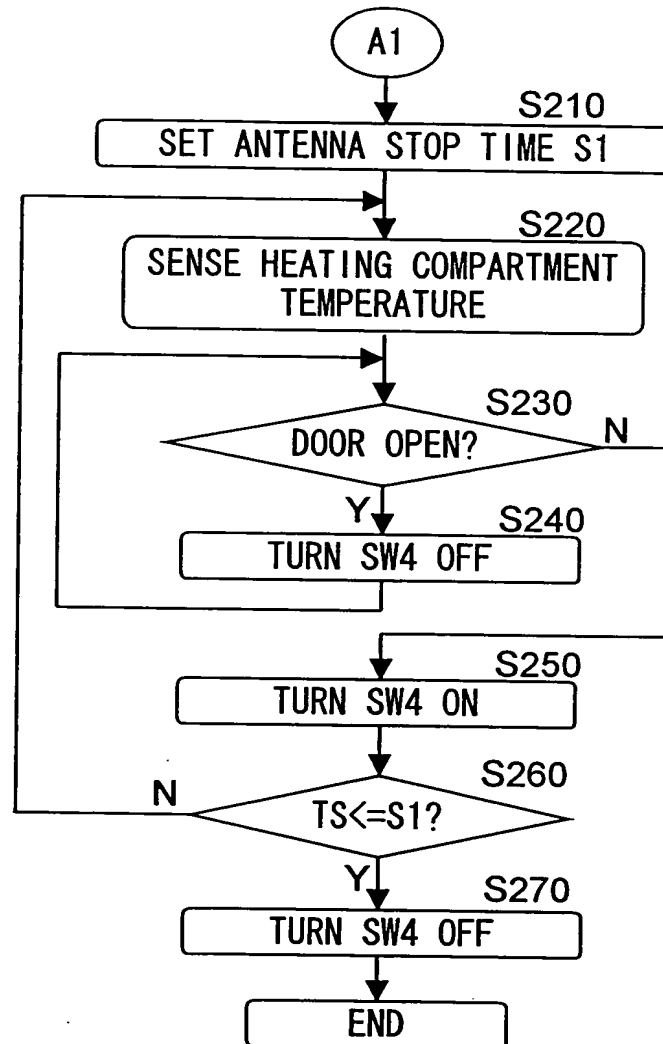 A1
S210
SET ANTENNA STOP TIME S1
S220
SENSE HEATING COMPARTMENT
TEMPERATURE
S230
DOOR OPEN?
N
Y
S240
TURN SW4 OFF
S250
TURN SW4 ON
S260
N
TS<=S1?
Y
S270
TURN SW4 OFF
END